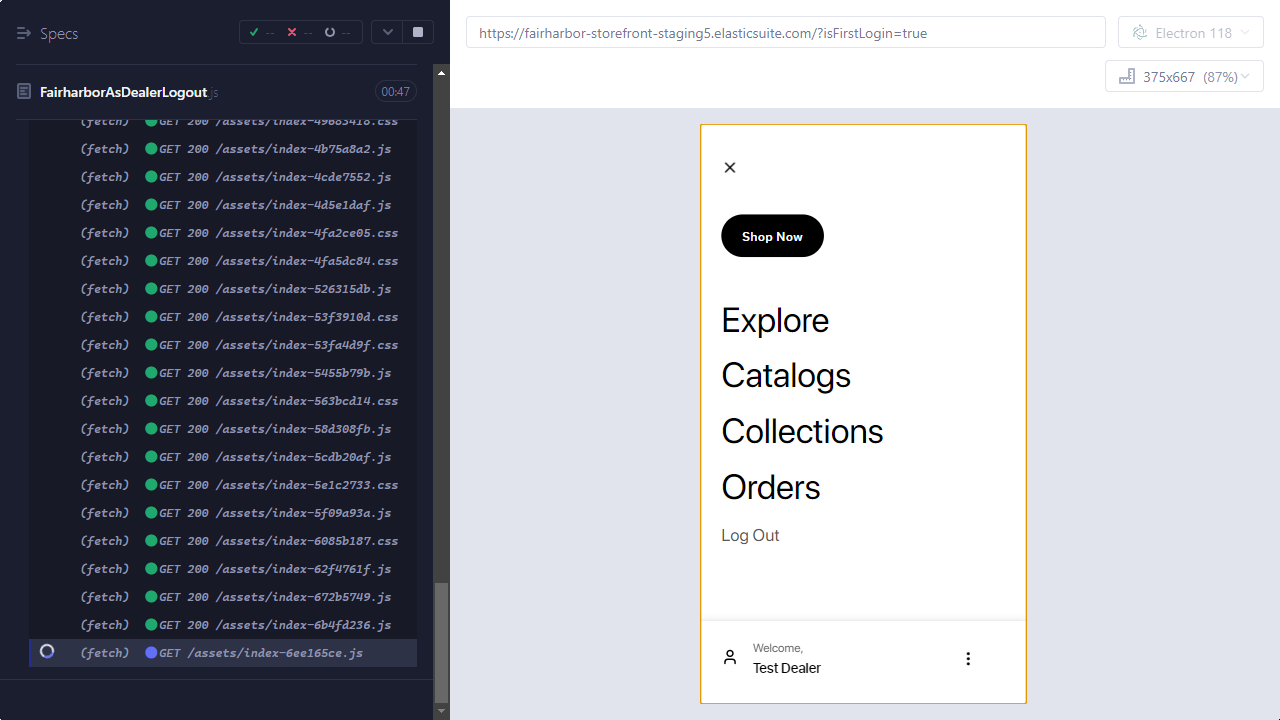 Specs
-- -- --
FairharborAsDealerLogout.js 00:47
(fetch) GET 200 /assets/index-49683418.css
(fetch) GET 200 /assets/index-4b75a8a2.js
(fetch) GET 200 /assets/index-4cde7552.js
(fetch) GET 200 /assets/index-4d5e1daf.js
(fetch) GET 200 /assets/index-4fa2ce05.css
(fetch) GET 200 /assets/index-4fa5dc84.css
(fetch) GET 200 /assets/index-526315db.js
(fetch) GET 200 /assets/index-53f3910d.css
(fetch) GET 200 /assets/index-53fa4d9f.css
(fetch) GET 200 /assets/index-5455b79b.js
(fetch) GET 200 /assets/index-563bcd14.css
(fetch) GET 200 /assets/index-58d308fb.js
(fetch) GET 200 /assets/index-5cdb20af.js
(fetch) GET 200 /assets/index-5e1c2733.css
(fetch) GET 200 /assets/index-5f09a93a.js
(fetch) GET 200 /assets/index-6085b187.css
(fetch) GET 200 /assets/index-62f4761f.js
(fetch) GET 200 /assets/index-672b5749.js
(fetch) GET 200 /assets/index-6b4fd236.js
(fetch) GET /assets/index-6ee165ce.js
https://fairharbor-storefront-staging5.elasticsuite.com/?isFirstLogin=true
Electron 118
375x667 (87%)
Shop Now
Explore
Catalogs
Collections
Orders
Log Out
Welcome,
Test Dealer